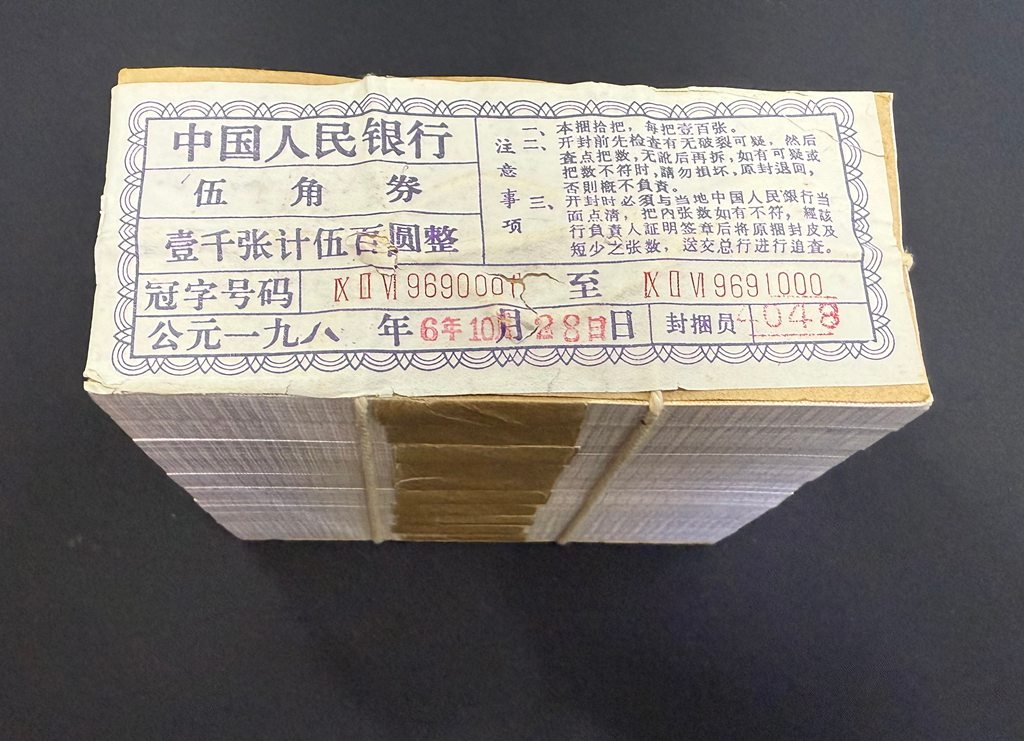 中国人民银行
伍角券
壹千张计伍百圆整
注意事项
一、本捆拾把，每把壹百张。
二、开封前先检查有无破裂可疑，然后
查点把数，无訛后再拆，如有可疑或
把数不符时，請勿損坏，原封退回，
否則概不負責。
三、开封时必須与当地中国人民銀行当
面点清，把內张数如有不符，經該
行負責人証明签章后将原捆封皮及
短少之张数，送交总行进行追查。
冠字号码 Ⅸ Ⅱ Ⅵ 9690001 至 Ⅸ Ⅱ Ⅵ 9691000
公元一九八 年 6年 10月 28日日 封捆员 4048